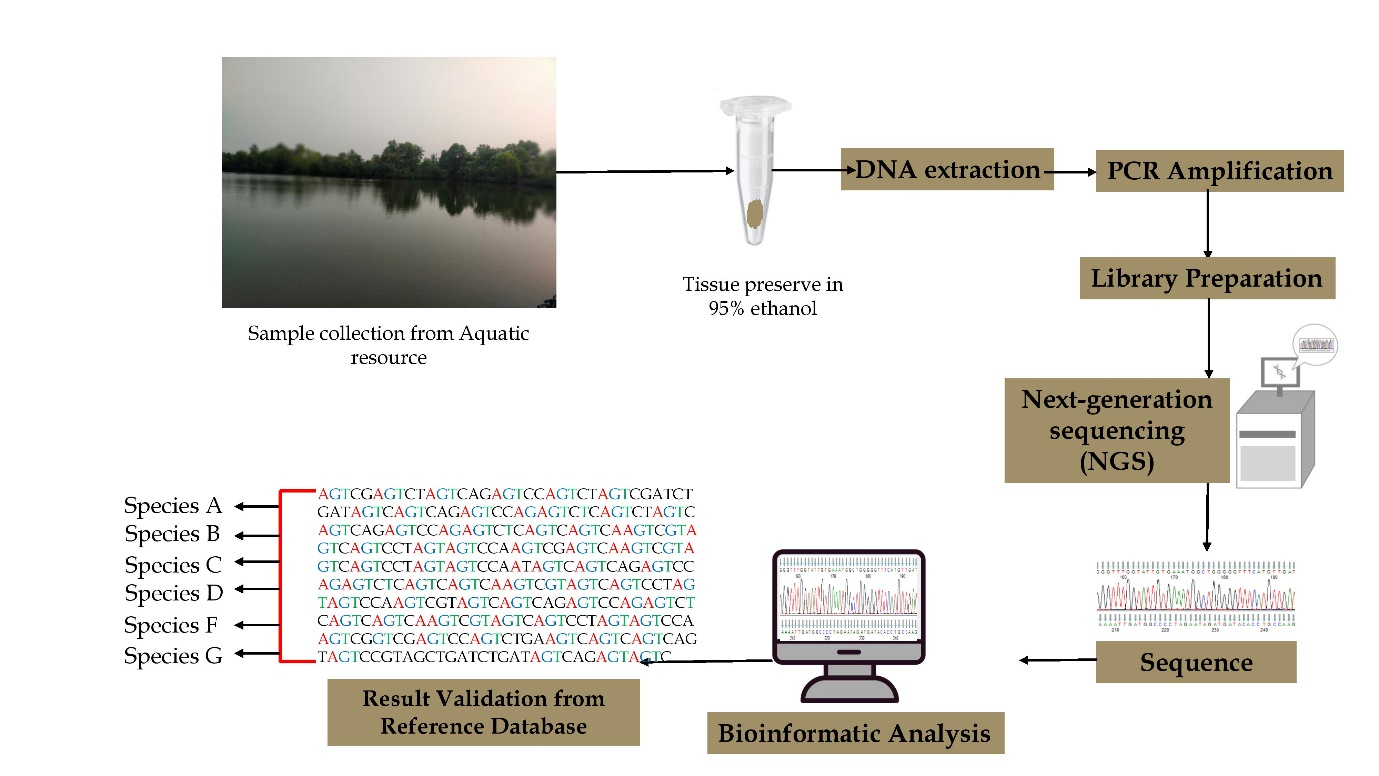 DNA extraction
PCR Amplification
Tissue preserve in
95% ethanol
Library Preparation
Sample collection from Aquatic
resource
Next-generation
sequencing
(NGS)
Species A
Species B
Species C
Species D
Species F
Species G
AGTCGAGTCTAGTCAGAGTCCAGTCTAGTCGATCT
GATAGTCAGTCAGAGTCCAGAGTCTCAGTCTAGTC
AGTCAGAGTCCAGAGTCTCAGTCAGTCAAGTCGTA
GTCAGTCCTAGTAGTCCAAGTCGAGTCAAGTCGTA
GTCAGTCCTAGTAGTCCAATAGTCAGTCAGAGTCC
AGAGTCTCAGTCAGTCAAGTCGTAGTCAGTCCTAG
TAGTCCAAGTCGTAGTCAGTCAGAGTCCAGAGTCT
CAGTCAGTCAAGTCGTAGTCAGTCCTAGTAGTCCA
AGTCGGTCGAGTCCAGTCTGAAGTCAGTCAGTCAG
TAGTCCGTAGCTGATCTGATAGTCAGAGTAGTC
Sequence
Result Validation from
Reference Database
Bioinformatic Analysis